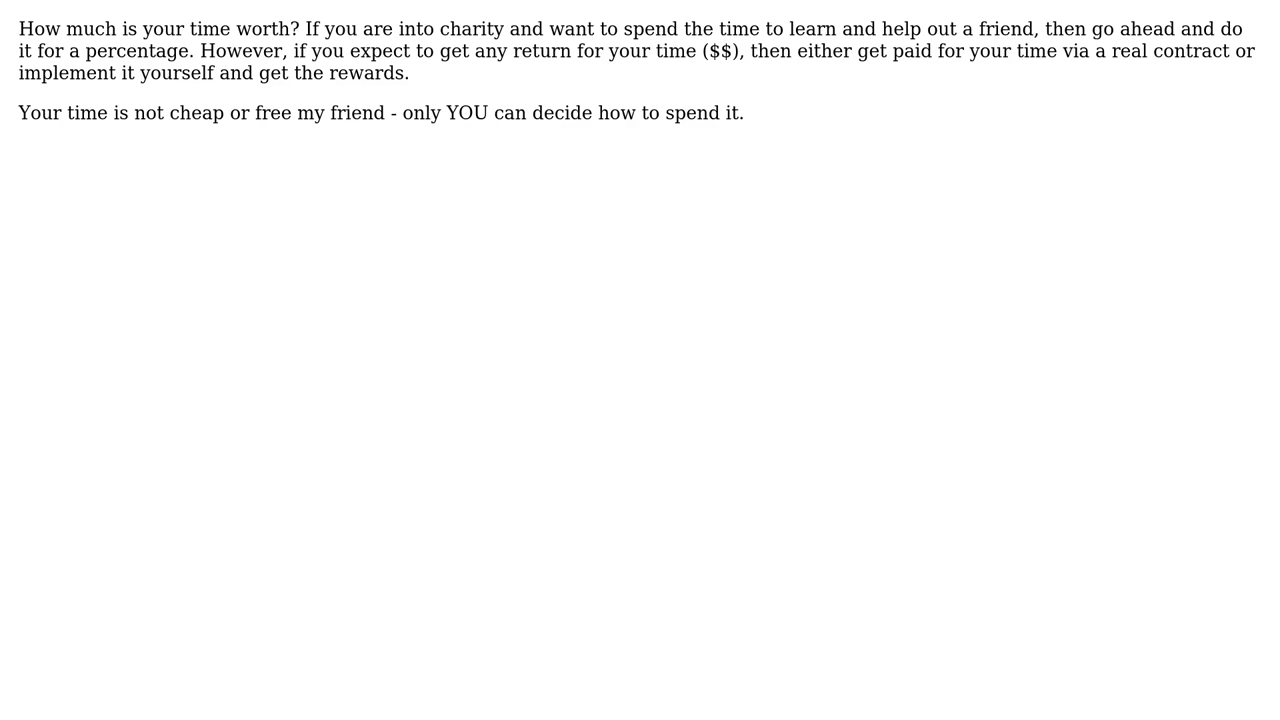 How much is your time worth? If you are into charity and want to spend the time to learn and help out a friend, then go ahead and do
it for a percentage. However, if you expect to get any return for your time ($$), then either get paid for your time via a real contract or
implement it yourself and get the rewards.
Your time is not cheap or free my friend - only YOU can decide how to spend it.